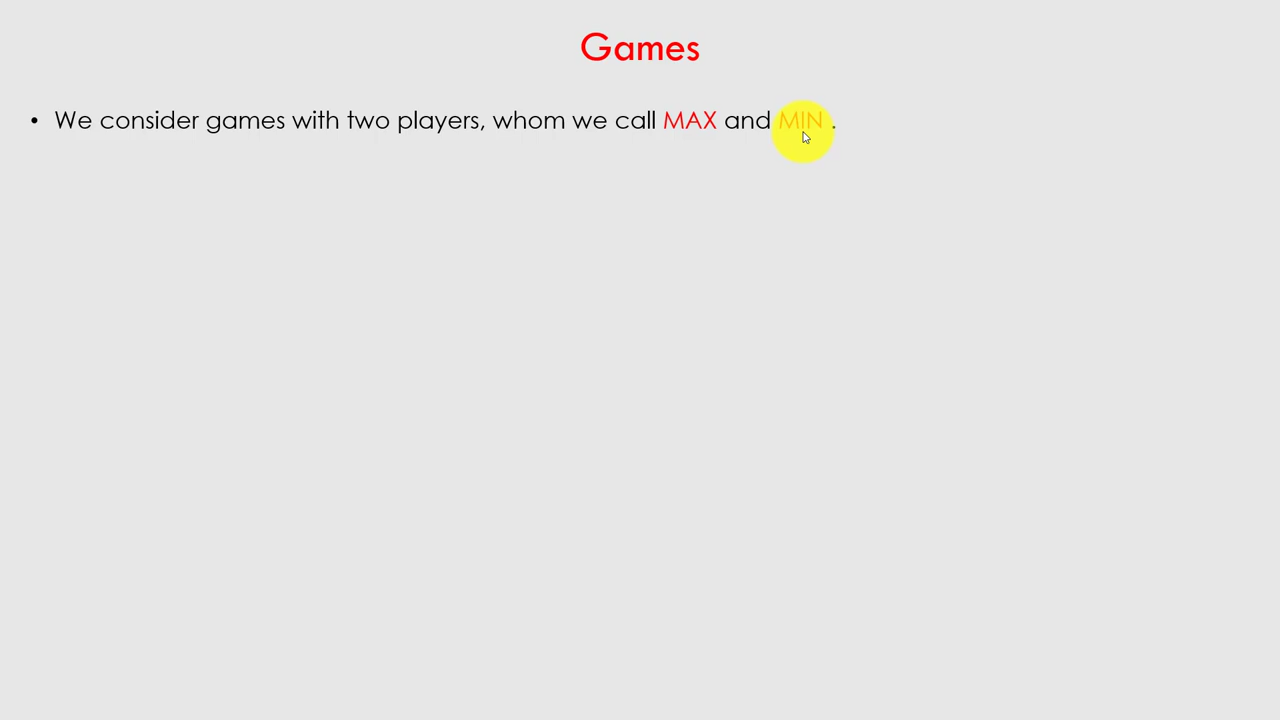 Games
• We consider games with two players, whom we call MAX and MIN .